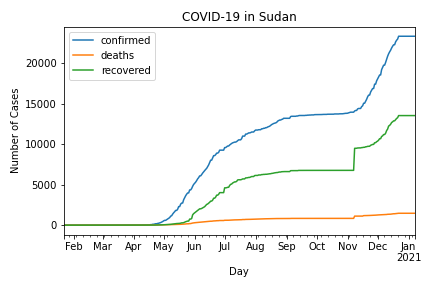 COVID-19 in Sudan
confirmed
deaths
recovered
Number of Cases
20000
15000
10000
5000
0
Feb Mar Apr May Jun Jul Aug Sep Oct Nov Dec Jan
2021
Day